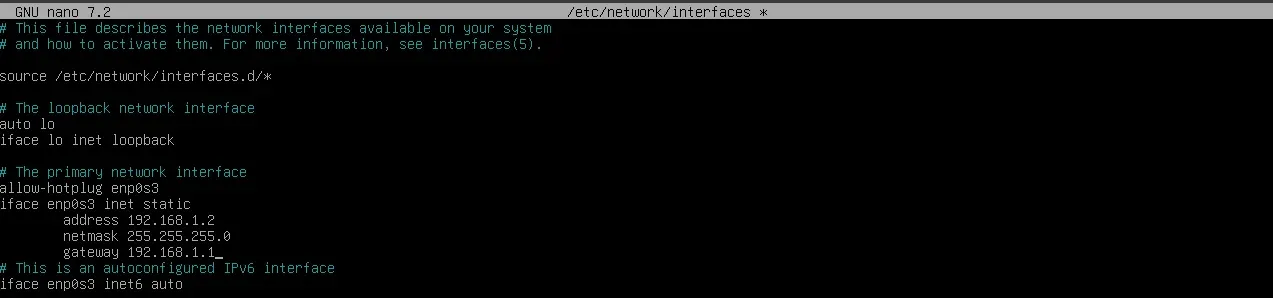 GNU nano 7.2 /etc/network/interfaces *
# This file describes the network interfaces available on your system
# and how to activate them. For more information, see interfaces(5).
source /etc/network/interfaces.d/*
# The loopback network interface
auto lo
iface lo inet loopback
# The primary network interface
allow-hotplug enp0s3
iface enp0s3 inet static
address 192.168.1.2
netmask 255.255.255.0
gateway 192.168.1.1
# This is an autoconfigured IPv6 interface
iface enp0s3 inet6 auto